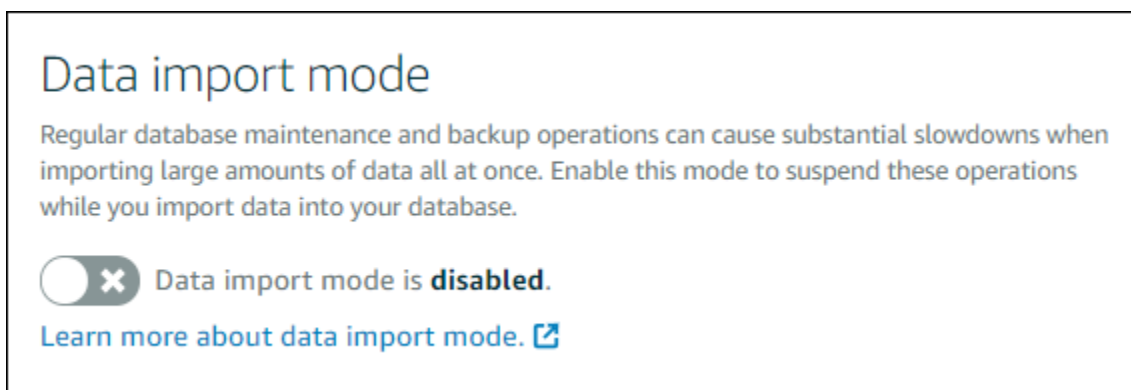 Data import mode
Regular database maintenance and backup operations can cause substantial slowdowns when
importing large amounts of data all at once. Enable this mode to suspend these operations
while you import data into your database.
Data import mode is disabled.
Learn more about data import mode.